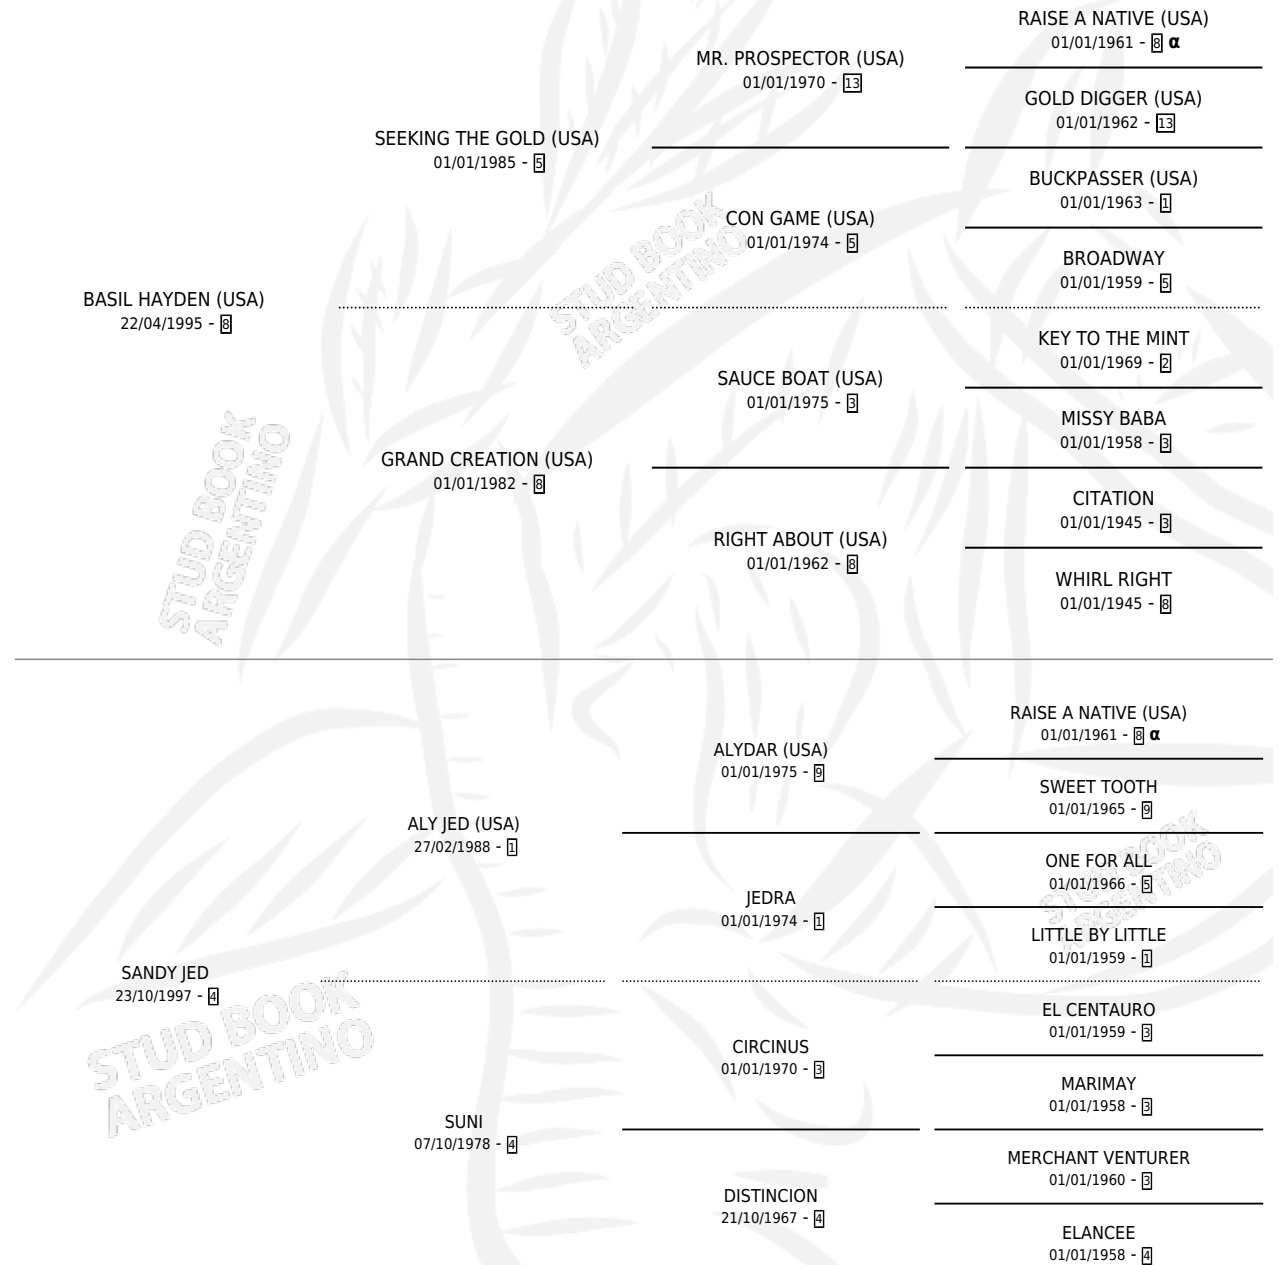 RAISE A NATIVE (USA)
01/01/1961 - 8 α
MR. PROSPECTOR (USA)
01/01/1970 - 13
GOLD DIGGER (USA)
01/01/1962 - 13
SEEKING THE GOLD (USA)
01/01/1985 - 5
BUCKPASSER (USA)
01/01/1963 - 1
CON GAME (USA)
01/01/1974 - 5
BROADWAY
01/01/1959 - 5
BASIL HAYDEN (USA)
22/04/1995 - 8
KEY TO THE MINT
01/01/1969 - 2
SAUCE BOAT (USA)
01/01/1975 - 3
MISSY BABA
01/01/1958 - 3
GRAND CREATION (USA)
01/01/1982 - 8
CITATION
01/01/1945 - 3
RIGHT ABOUT (USA)
01/01/1962 - 8
WHIRL RIGHT
01/01/1945 - 8
RAISE A NATIVE (USA)
01/01/1961 - 8 α
ALYDAR (USA)
01/01/1975 - 9
SWEET TOOTH
01/01/1965 - 9
ALY JED (USA)
27/02/1988 - 1
ONE FOR ALL
01/01/1966 - 5
JEDRA
01/01/1974 - 1
LITTLE BY LITTLE
01/01/1959 - 1
SANDY JED
23/10/1997 - 4
EL CENTAURO
01/01/1959 - 3
CIRCINUS
01/01/1970 - 3
MARIMAY
01/01/1958 - 3
SUNI
07/10/1978 - 4
MERCHANT VENTURER
01/01/1960 - 3
DISTINCION
21/10/1967 - 4
ELANCEE
01/01/1958 - 4
STUD BOOK
ARGENTINO
STUD BOOK
ARGENTINO
STUD BOOK
ARGENTINO
STUD BOOK
ARGENTINO